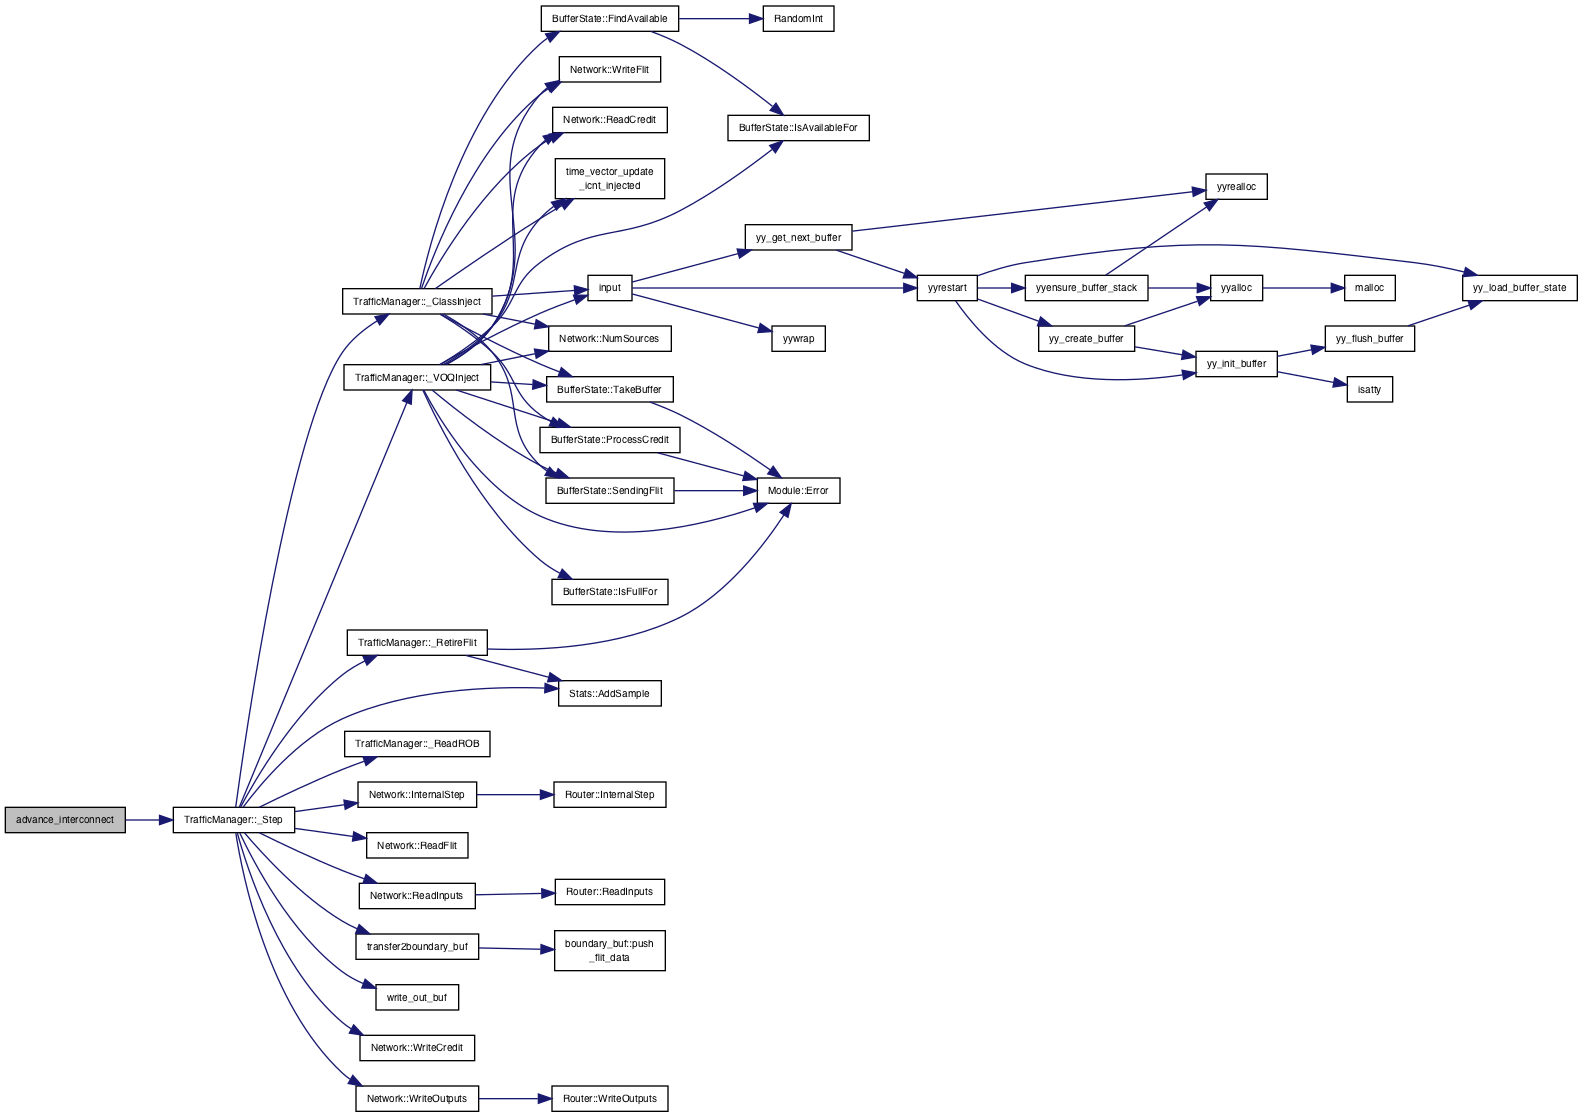 BufferState::FindAvailable
RandomInt
Network::WriteFlit
Network::ReadCredit
BufferState::IsAvailableFor
time_vector_update
_icnt_injected
yyrealloc
yy_get_next_buffer
TrafficManager::_ClassInject
input
yyrestart
yyensure_buffer_stack
yyalloc
malloc
yy_load_buffer_state
Network::NumSources
yywrap
yy_create_buffer
yy_flush_buffer
yy_init_buffer
TrafficManager::_VOQInject
BufferState::TakeBuffer
isatty
BufferState::ProcessCredit
BufferState::SendingFlit
Module::Error
BufferState::IsFullFor
TrafficManager::_RetireFlit
Stats::AddSample
TrafficManager::_ReadROB
Network::InternalStep
Router::InternalStep
advance_interconnect
TrafficManager::_Step
Network::ReadFlit
Network::ReadInputs
Router::ReadInputs
transfer2boundary_buf
boundary_buf::push
_flit_data
write_out_buf
Network::WriteCredit
Network::WriteOutputs
Router::WriteOutputs